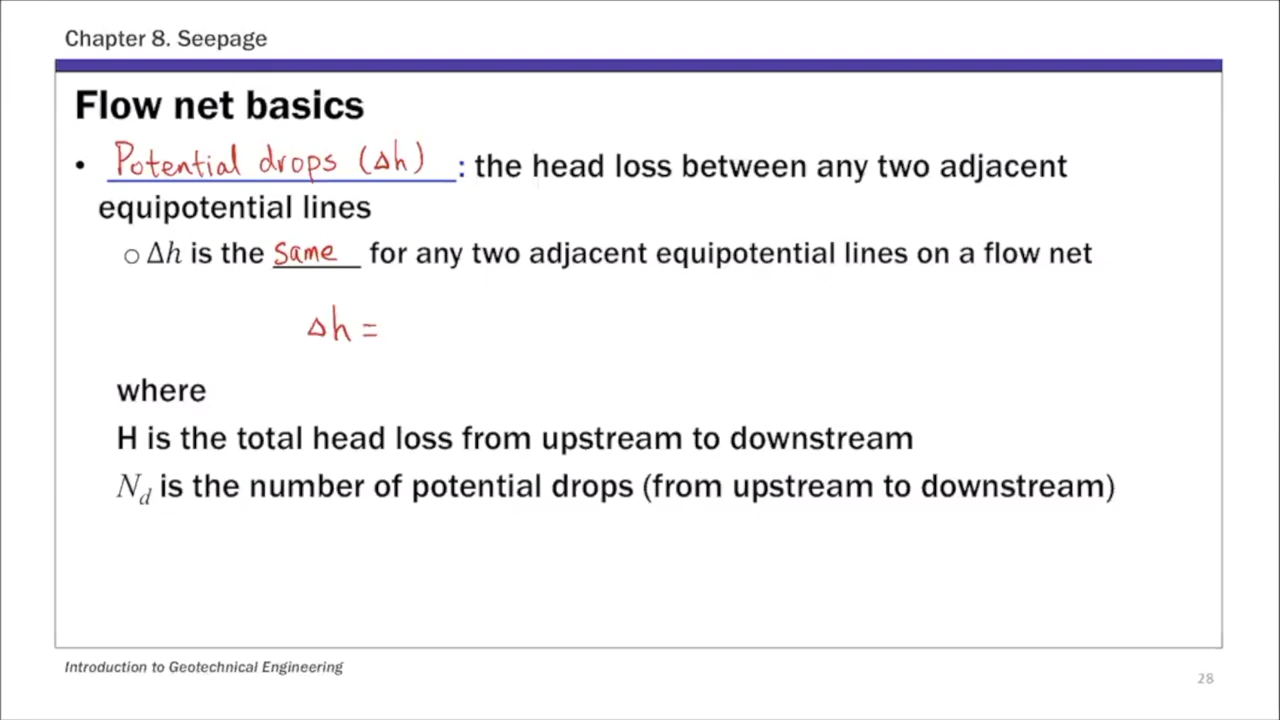 Chapter 8. Seepage
Flow net basics
• Potential drops (Δh) : the head loss between any two adjacent
equipotential lines
○ Δh is the same for any two adjacent equipotential lines on a flow net
Δh =
where
H is the total head loss from upstream to downstream
N_d is the number of potential drops (from upstream to downstream)
Introduction to Geotechnical Engineering
28